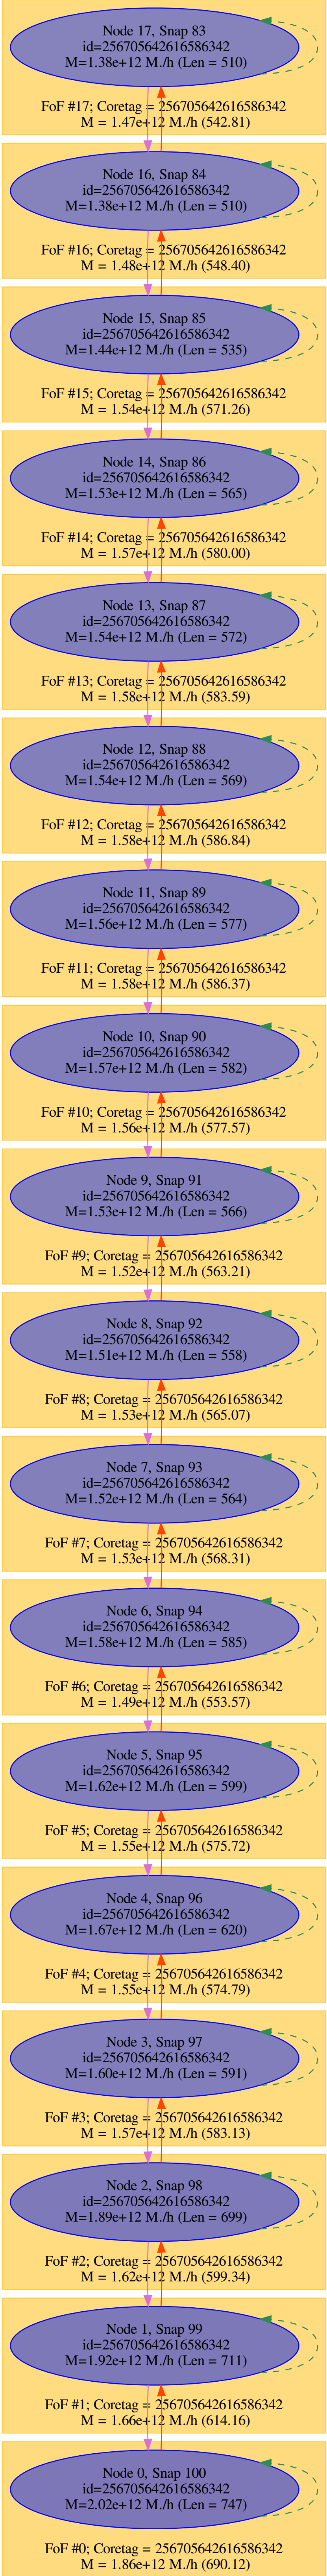 Node 17, Snap 83
id=256705642616586342
M=1.38e+12 M./h (Len = 510)
FoF #17; Coretag = 256705642616586342
M = 1.47e+12 M./h (542.81)
Node 16, Snap 84
id=256705642616586342
M=1.38e+12 M./h (Len = 510)
FoF #16; Coretag = 256705642616586342
M = 1.48e+12 M./h (548.40)
Node 15, Snap 85
id=256705642616586342
M=1.44e+12 M./h (Len = 535)
FoF #15; Coretag = 256705642616586342
M = 1.54e+12 M./h (571.26)
Node 14, Snap 86
id=256705642616586342
M=1.53e+12 M./h (Len = 565)
FoF #14; Coretag = 256705642616586342
M = 1.57e+12 M./h (580.00)
Node 13, Snap 87
id=256705642616586342
M=1.54e+12 M./h (Len = 572)
FoF #13; Coretag = 256705642616586342
M = 1.58e+12 M./h (583.59)
Node 12, Snap 88
id=256705642616586342
M=1.54e+12 M./h (Len = 569)
FoF #12; Coretag = 256705642616586342
M = 1.58e+12 M./h (586.84)
Node 11, Snap 89
id=256705642616586342
M=1.56e+12 M./h (Len = 577)
FoF #11; Coretag = 256705642616586342
M = 1.58e+12 M./h (586.37)
Node 10, Snap 90
id=256705642616586342
M=1.57e+12 M./h (Len = 582)
FoF #10; Coretag = 256705642616586342
M = 1.56e+12 M./h (577.57)
Node 9, Snap 91
id=256705642616586342
M=1.53e+12 M./h (Len = 566)
FoF #9; Coretag = 256705642616586342
M = 1.52e+12 M./h (563.21)
Node 8, Snap 92
id=256705642616586342
M=1.51e+12 M./h (Len = 558)
FoF #8; Coretag = 256705642616586342
M = 1.53e+12 M./h (565.07)
Node 7, Snap 93
id=256705642616586342
M=1.52e+12 M./h (Len = 564)
FoF #7; Coretag = 256705642616586342
M = 1.53e+12 M./h (568.31)
Node 6, Snap 94
id=256705642616586342
M=1.58e+12 M./h (Len = 585)
FoF #6; Coretag = 256705642616586342
M = 1.49e+12 M./h (553.57)
Node 5, Snap 95
id=256705642616586342
M=1.62e+12 M./h (Len = 599)
FoF #5; Coretag = 256705642616586342
M = 1.55e+12 M./h (575.72)
Node 4, Snap 96
id=256705642616586342
M=1.67e+12 M./h (Len = 620)
FoF #4; Coretag = 256705642616586342
M = 1.55e+12 M./h (574.79)
Node 3, Snap 97
id=256705642616586342
M=1.60e+12 M./h (Len = 591)
FoF #3; Coretag = 256705642616586342
M = 1.57e+12 M./h (583.13)
Node 2, Snap 98
id=256705642616586342
M=1.89e+12 M./h (Len = 699)
FoF #2; Coretag = 256705642616586342
M = 1.62e+12 M./h (599.34)
Node 1, Snap 99
id=256705642616586342
M=1.92e+12 M./h (Len = 711)
FoF #1; Coretag = 256705642616586342
M = 1.66e+12 M./h (614.16)
Node 0, Snap 100
id=256705642616586342
M=2.02e+12 M./h (Len = 747)
FoF #0; Coretag = 256705642616586342
M = 1.86e+12 M./h (690.12)